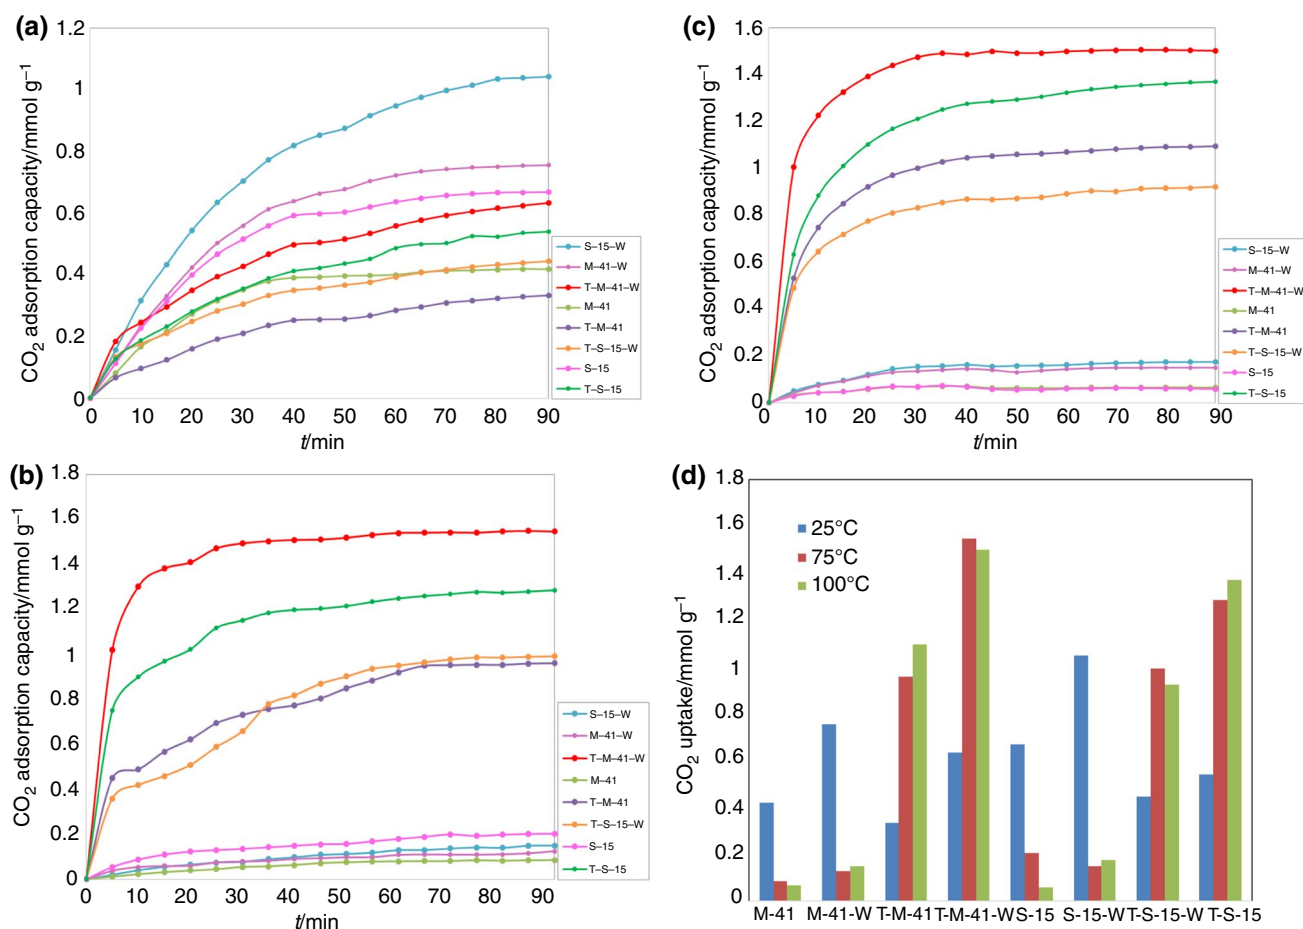 (a)
CO2 adsorption capacity/mmol g–1
1.2
1
0.8
0.6
0.4
0.2
0
0 10 20 30 40 50 60 70 80 90
t/min
S–15–W
M–41–W
T–M–41–W
M–41
T–M–41
T–S–15–W
S–15
T–S–15
(c)
CO2 adsorption capacity/mmol g–1
1.6
1.4
1.2
1
0.8
0.6
0.4
0.2
0
0 10 20 30 40 50 60 70 80 90
t/min
S–15–W
M–41–W
T–M–41–W
M–41
T–M–41
T–S–15–W
S–15
T–S–15
(b)
CO2 adsorption capacity/mmol g–1
1.8
1.6
1.4
1.2
1
0.8
0.6
0.4
0.2
0
0 10 20 30 40 50 60 70 80 90
t/min
S–15–W
M–41–W
T–M–41–W
M–41
T–M–41
T–S–15–W
S–15
T–S–15
(d)
CO2 uptake/mmol g–1
1.8
1.6
1.4
1.2
1
0.8
0.6
0.4
0.2
0
25°C
75°C
100°C
M-41 M-41-W T-M-41 T-M-41-W S-15 S-15-W T-S-15-W T-S-15